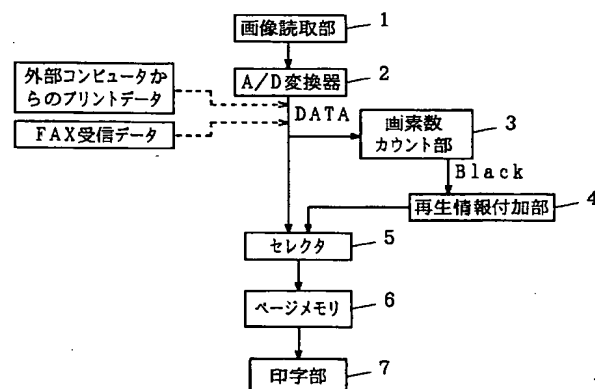 画像読取部
1
A/D変換器
2
外部コンピュータか
らのプリントデータ
DATA
FAX受信データ
画素数
カウント部
3
Black
再生情報付加部
4
セレクタ
5
ページメモリ
6
印字部
7